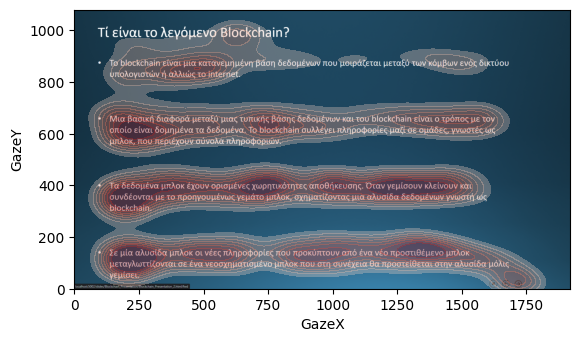 Τί είναι το λεγόμενο Blockchain?
• Το blockchain είναι μια κατανεμημένη βάση δεδομένων που μοιράζεται μεταξύ των κόμβων ενός δικτύου
υπολογιστών ή αλλιώς το internet.
• Μια βασική διαφορά μεταξύ μιας τυπικής βάσης δεδομένων και του blockchain είναι ο τρόπος με τον
οποίο είναι δομημένα τα δεδομένα. Το blockchain συλλέγει πληροφορίες μαζί σε ομάδες, γνωστές ως
μπλοκ, που περιέχουν σύνολα πληροφοριών.
• Τα δεδομένα μπλοκ έχουν ορισμένες χωρητικότητες αποθήκευσης. Όταν γεμίσουν κλείνουν και
συνδέονται με το προηγουμένως γεμάτο μπλοκ, σχηματίζοντας μια αλυσίδα δεδομένων γνωστή ως
blockchain.
• Σε μία αλυσίδα μπλοκ οι νέες πληροφορίες που προκύπτουν από ένα νέο προστιθέμενο μπλοκ
μεταγλωττίζονται σε ένα νεοσχηματισμένο μπλοκ που στη συνέχεια θα προστεθεί στην αλυσίδα μόλις
γεμίσει.
GazeY
1000
800
600
400
200
0
0 250 500 750 1000 1250 1500 1750
GazeX